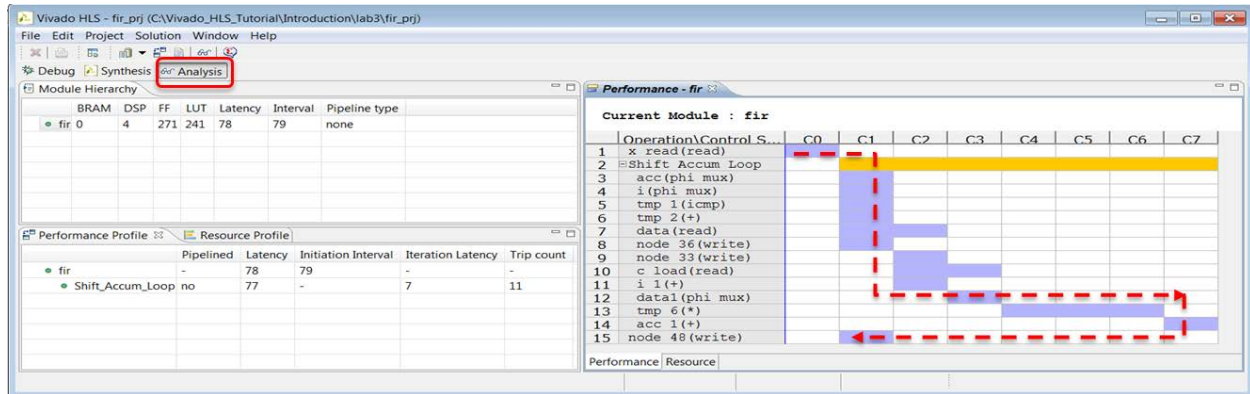 Vivado HLS - fir_prj (C:\Vivado_HLS_Tutorial\Introduction\lab3\fir_prj)
File Edit Project Solution Window Help
Debug Synthesis Analysis
Module Hierarchy
BRAM DSP FF LUT Latency Interval Pipeline type
fir 0 4 271 241 78 79 none
Performance Profile Resource Profile
Pipelined Latency Initiation Interval Iteration Latency Trip count
fir - 78 79 - -
Shift_Accum_Loop no 77 - 7 11
Performance - fir
Current Module : fir
Operation\Control S... C0 C1 C2 C3 C4 C5 C6 C7
1 x read(read)
2 Shift Accum Loop
3 acc(phi mux)
4 i(phi mux)
5 tmp 1(icmp)
6 tmp 2(+)
7 data(read)
8 node 36(write)
9 node 33(write)
10 c load(read)
11 i 1(+)
12 data1(phi mux)
13 tmp 6(*)
14 acc 1(+)
15 node 48(write)
Performance Resource